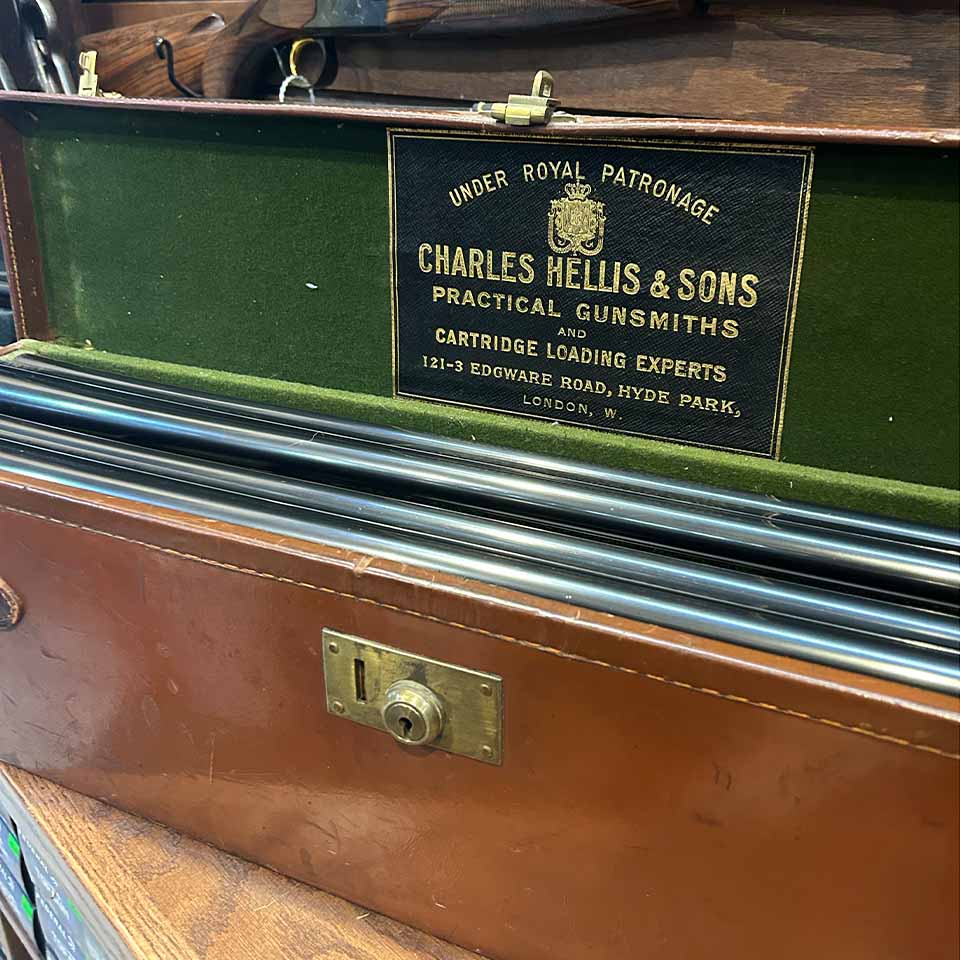 UNDER ROYAL PATRONAGE
CHARLES HELLIS & SONS
PRACTICAL GUNSMITHS
AND
CARTRIDGE LOADING EXPERTS
121-3 EDGWARE ROAD, HYDE PARK,
LONDON, W.